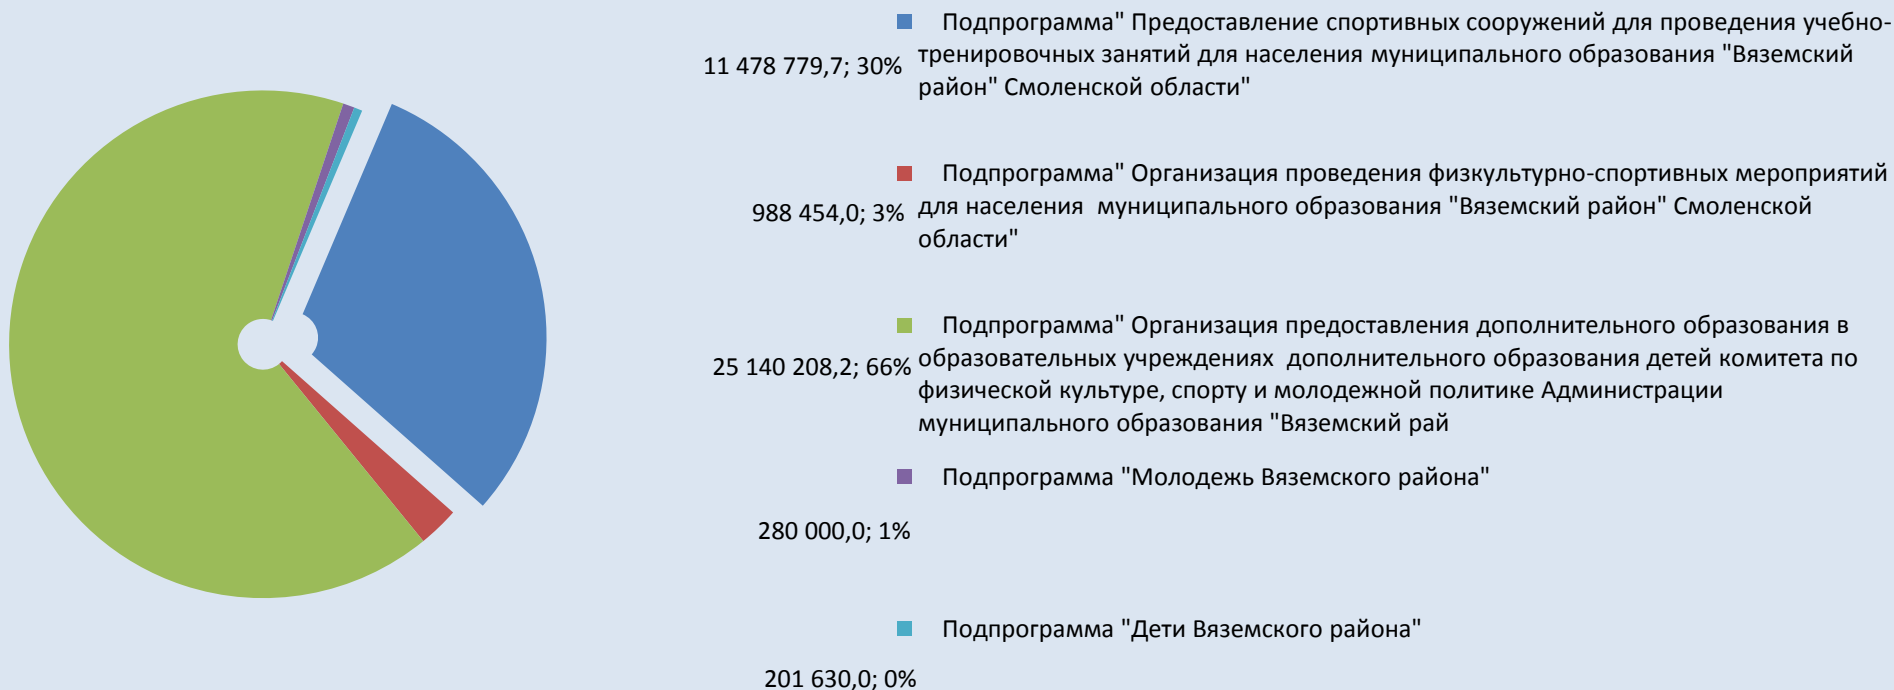 Подпрограмма" Предоставление спортивных сооружений для проведения учебно-
тренировочных занятий для населения муниципального образования "Вяземский
район" Смоленской области"
11 478 779,7; 30%
Подпрограмма" Организация проведения физкультурно-спортивных мероприятий
для населения  муниципального образования "Вяземский район" Смоленской
области"
988 454,0; 3%
Подпрограмма" Организация предоставления дополнительного образования в
образовательных учреждениях  дополнительного образования детей комитета по
физической культуре, спорту и молодежной политике Администрации
муниципального образования "Вяземский рай
25 140 208,2; 66%
Подпрограмма "Молодежь Вяземского района"
280 000,0; 1%
Подпрограмма "Дети Вяземского района"
201 630,0; 0%